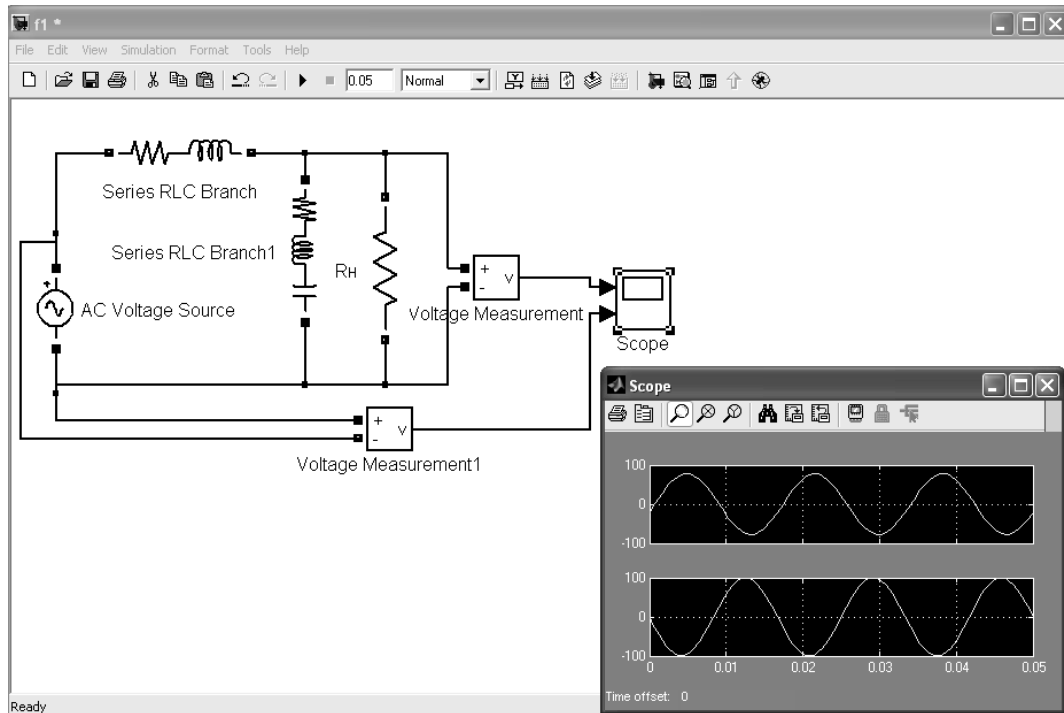 f1 *
File Edit View Simulation Format Tools Help
0.05 Normal
Series RLC Branch
Series RLC Branch1
RH
+
-
v
AC Voltage Source
+
Voltage Measurement
Scope
+
-
v
Voltage Measurement1
Scope
100
0
-100
100
0
-100
0 0.01 0.02 0.03 0.04 0.05
Time offset: 0
Ready